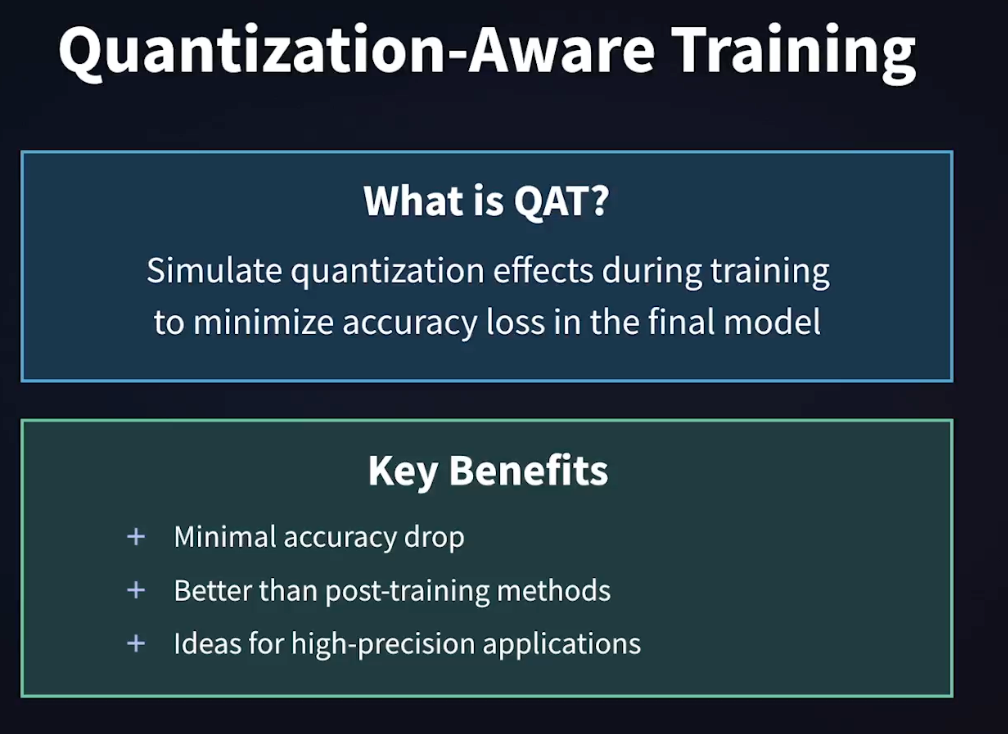 Quantization-Aware Training
What is QAT?
Simulate quantization effects during training
to minimize accuracy loss in the final model
Key Benefits
+ Minimal accuracy drop
+ Better than post-training methods
+ Ideas for high-precision applications